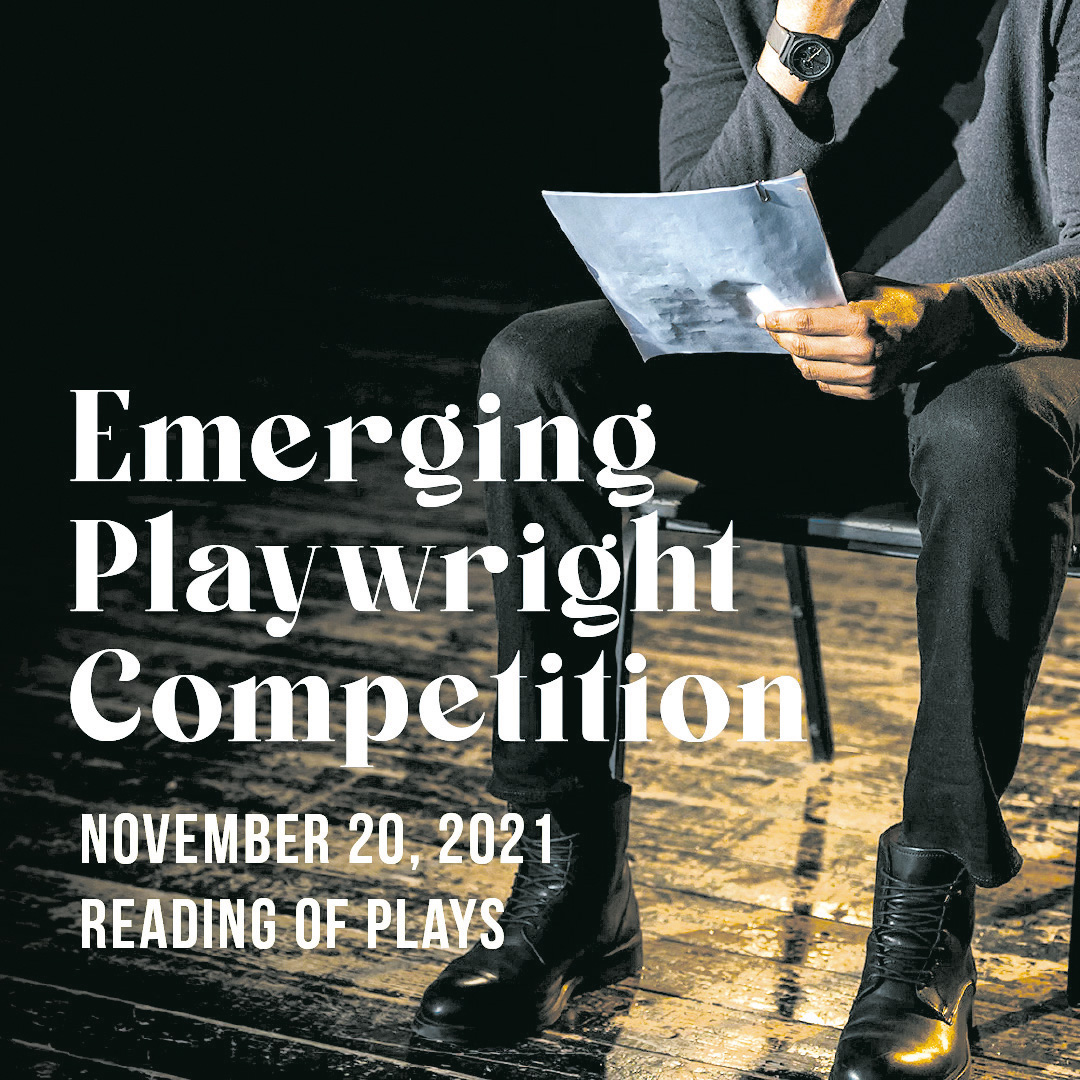 Emerging
Playwright
Competition
NOVEMBER 20, 2021
READING OF PLAYS